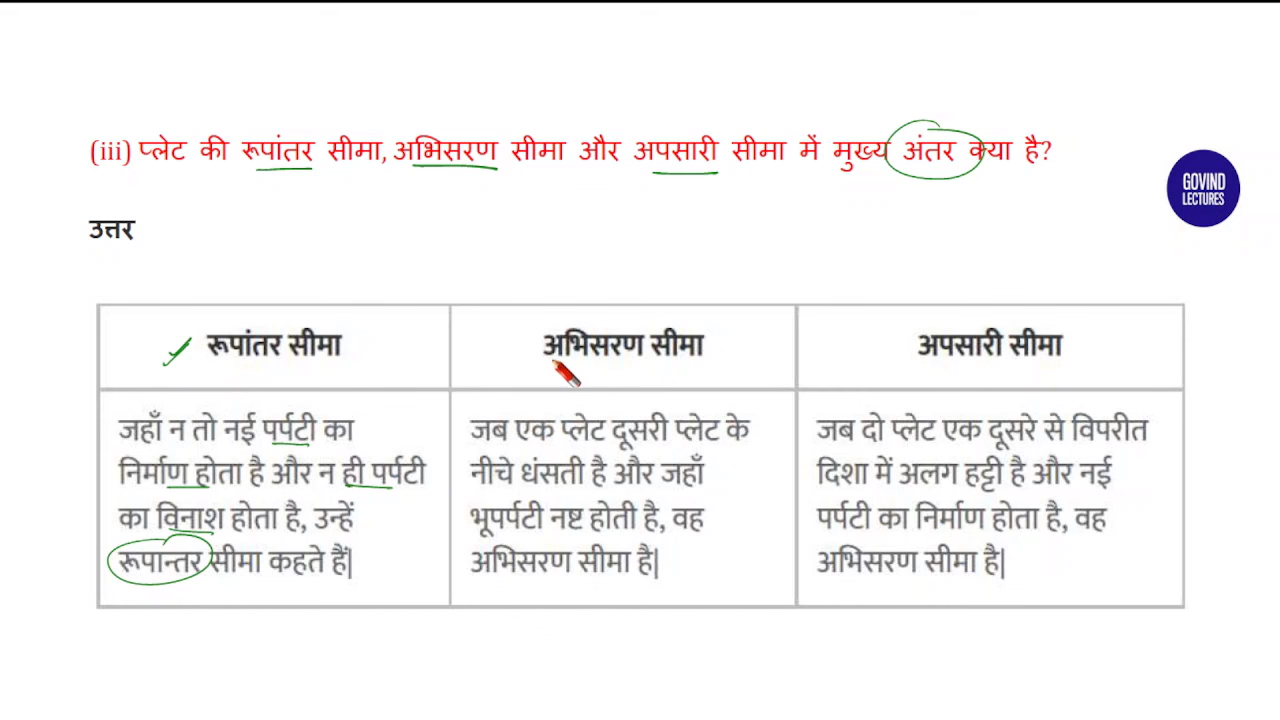 (iii) प्लेट की रूपांतर सीमा, अभिसरण सीमा और अपसारी सीमा में मुख्य अंतर क्या है?
GOVIND
LECTURES
उत्तर
रूपांतर सीमा
अभिसरण सीमा
अपसारी सीमा
जहाँ न तो नई पर्पटी का
निर्माण होता है और न ही पर्पटी
का विनाश होता है, उन्हें
रूपान्तर सीमा कहते हैं|
जब एक प्लेट दूसरी प्लेट के
नीचे धंसती है और जहाँ
भूपर्पटी नष्ट होती है, वह
अभिसरण सीमा है|
जब दो प्लेट एक दूसरे से विपरीत
दिशा में अलग हट्टी है और नई
पर्पटी का निर्माण होता है, वह
अभिसरण सीमा है|